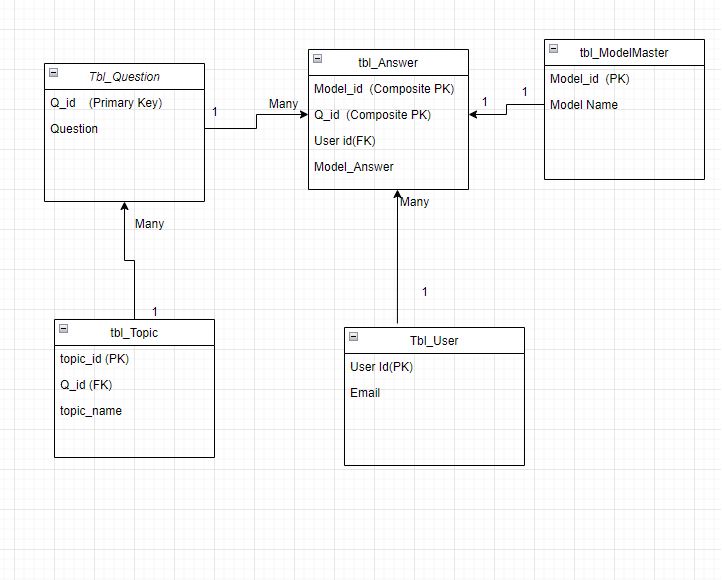 Tbl_Question
Q_id (Primary Key)
Question
1
Many
tbl_Answer
Model_id (Composite PK)
Q_id (Composite PK)
User id(FK)
Model_Answer
1
1
tbl_ModelMaster
Model_id (PK)
Model Name
Many
1
tbl_Topic
topic_id (PK)
Q_id (FK)
topic_name
Many
1
Tbl_User
User Id(PK)
Email